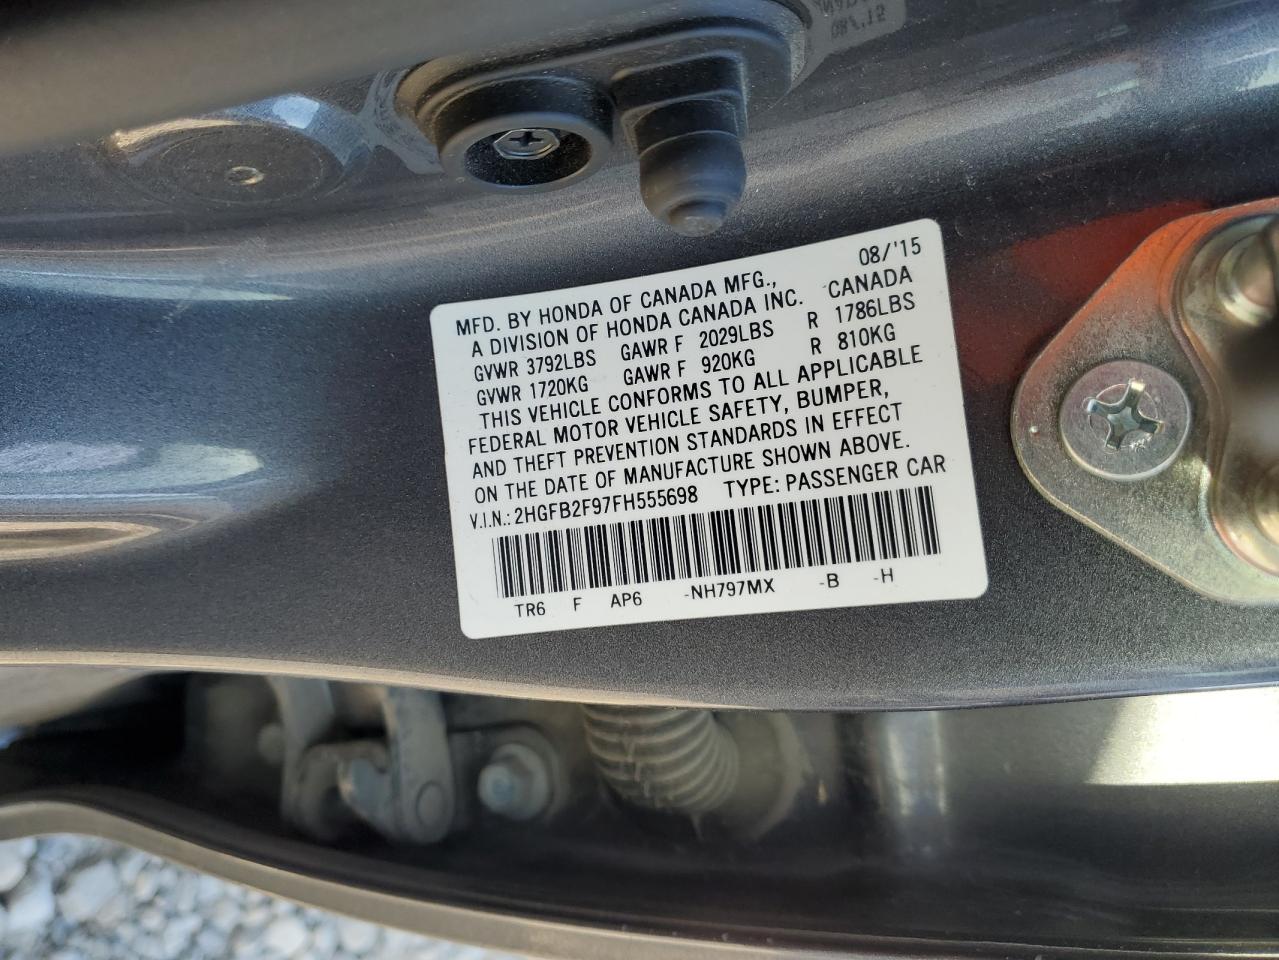 08/'15
MFD. BY HONDA OF CANADA MFG.,
A DIVISION OF HONDA CANADA INC. CANADA
GVWR 3792LBS GAWR F 2029LBS R 1786LBS
GVWR 1720KG GAWR F 920KG R 810KG
THIS VEHICLE CONFORMS TO ALL APPLICABLE
FEDERAL MOTOR VEHICLE SAFETY, BUMPER,
AND THEFT PREVENTION STANDARDS IN EFFECT
ON THE DATE OF MANUFACTURE SHOWN ABOVE.
V.I.N.: 2HGFB2F97FH555698 TYPE: PASSENGER CAR
TR6 F AP6 -NH797MX -B -H